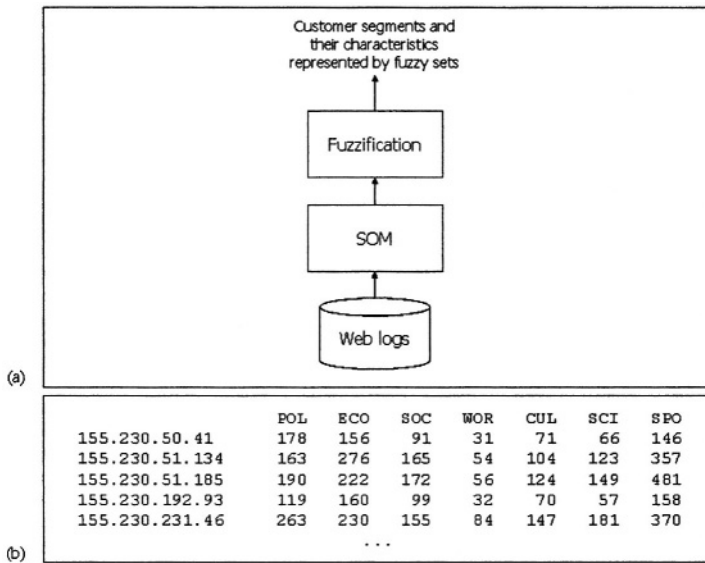 Customer segments and
their characteristics
represented by fuzzy sets
Fuzzification
SOM
Web logs
(a)
POL ECO SOC WOR CUL SCI SPO
155.230.50.41 178 156 91 31 71 66 146
155.230.51.134 163 276 165 54 104 123 357
155.230.51.185 190 222 172 56 124 149 481
155.230.192.93 119 160 99 32 70 57 158
155.230.231.46 263 230 155 84 147 181 370
...
(b)